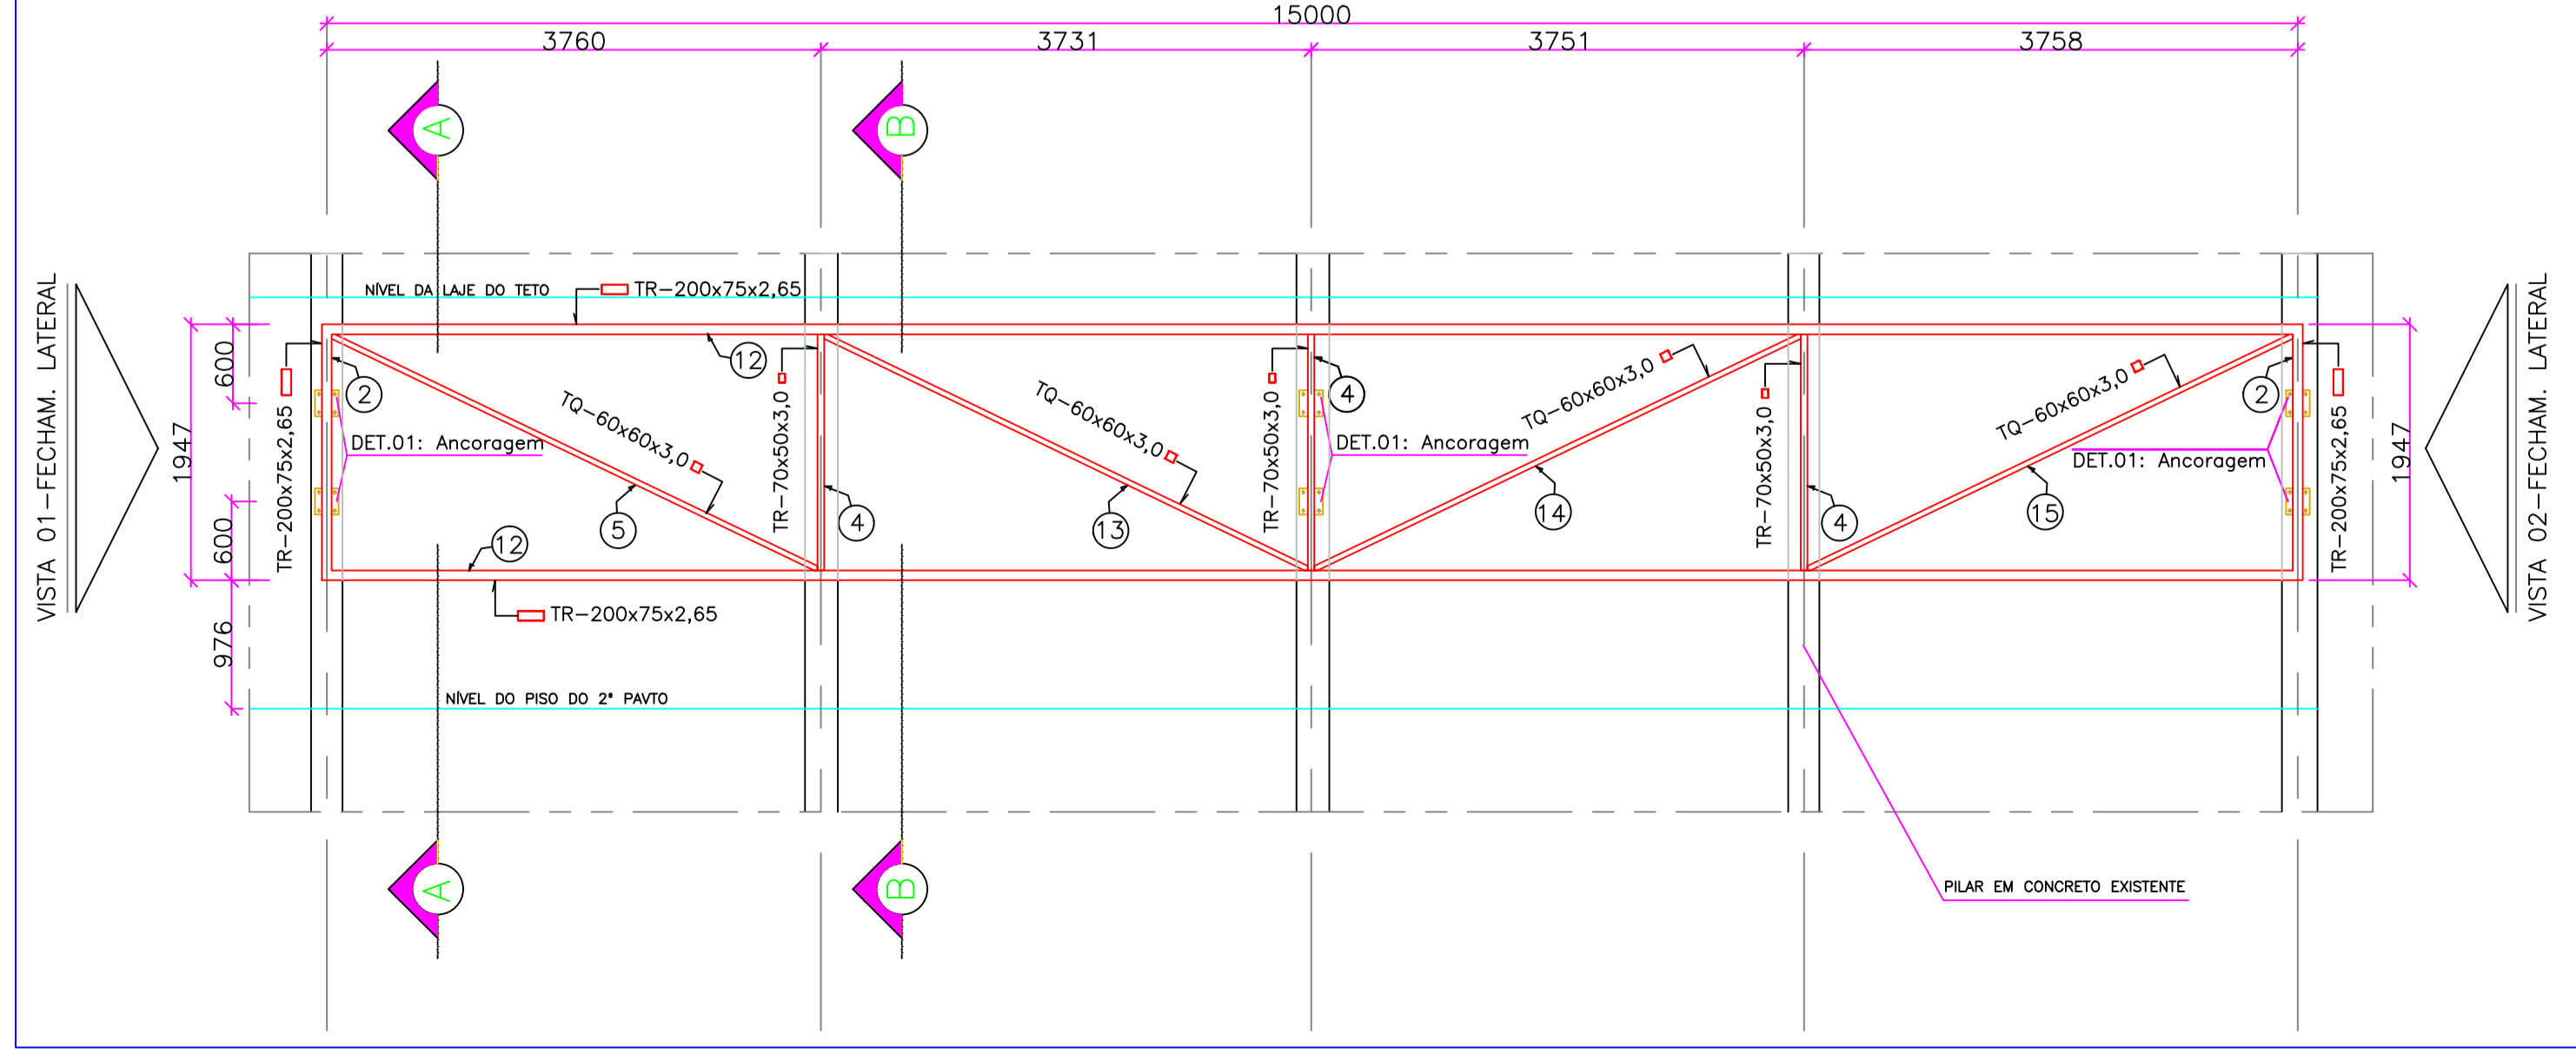 15000
3760
3731
3751
3758
A
B
NÍVEL DA LAJE DO TETO
TR-200x75x2,65
VISTA 01-FECHAM. LATERAL
1947
600
600
976
TR-200x75x2,65
2
12
TQ-60x60x3,0
DET.01: Ancoragem
5
12
TR-200x75x2,65
TR-70x50x3,0
4
TQ-60x60x3,0
13
TR-70x50x3,0
4
DET.01: Ancoragem
TQ-60x60x3,0
14
TR-70x50x3,0
4
TQ-60x60x3,0
15
2
DET.01: Ancoragem
TR-200x75x2,65
1947
VISTA 02-FECHAM. LATERAL
NÍVEL DO PISO DO 2° PAVTO
A
B
PILAR EM CONCRETO EXISTENTE